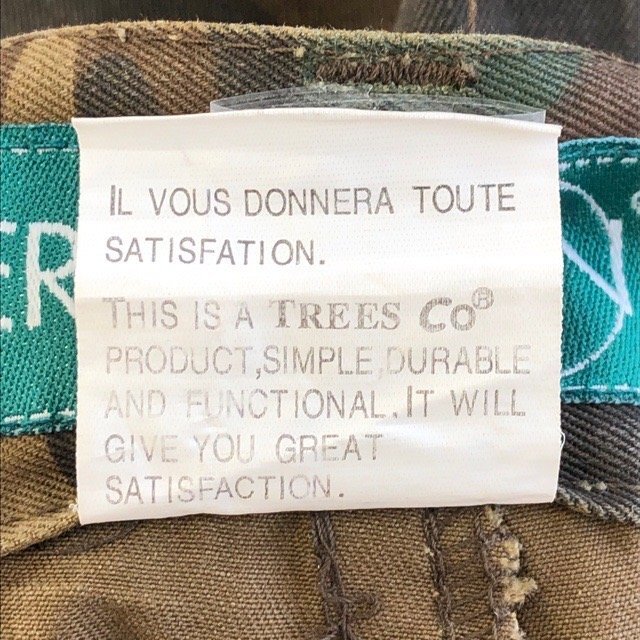 IL VOUS DONNERA TOUTE
SATISFATION.
THIS IS A TREES CO®
PRODUCT,SIMPLE,DURABLE
AND FUNCTIONAL.IT WILL
GIVE YOU GREAT
SATISFACTION.
ER